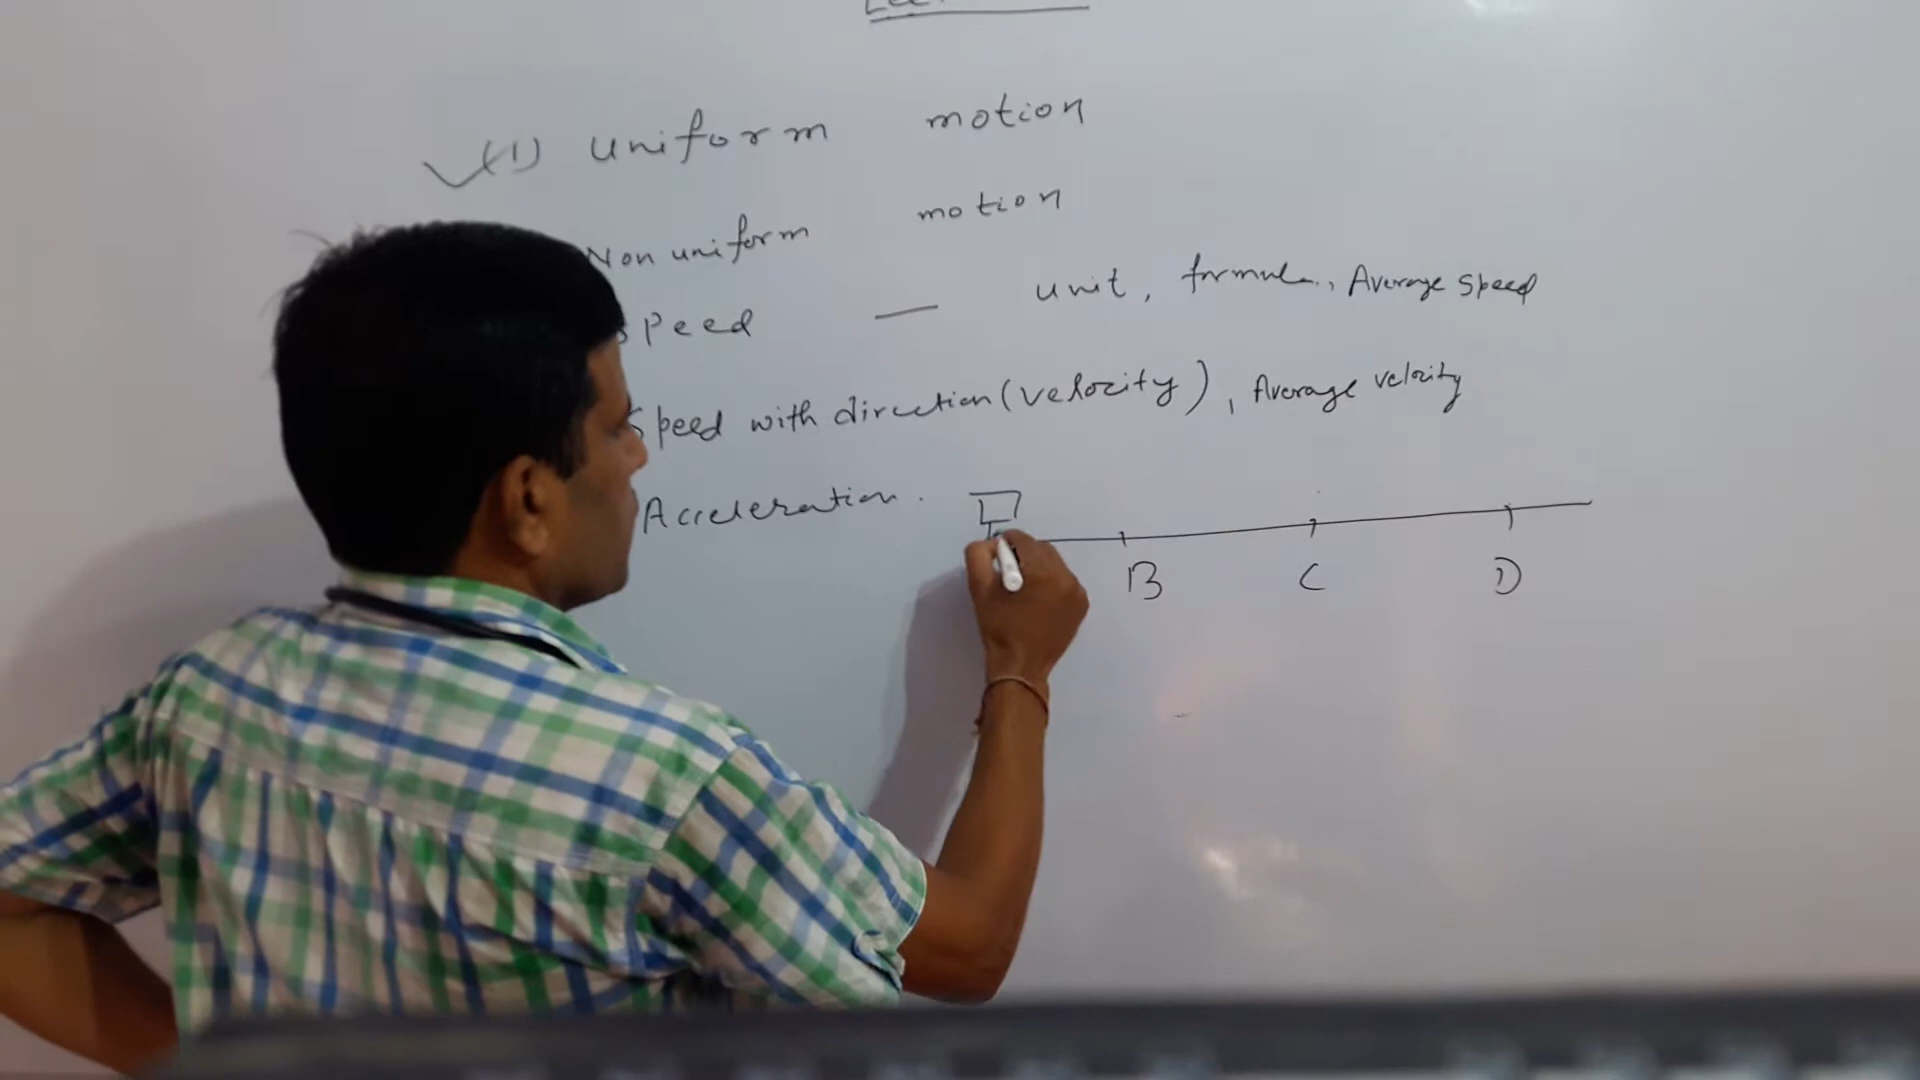 (1) uniform motion
Non uniform motion
speed — unit, formula, Average speed
speed with direction (velocity), Average velocity
Acceleration.
B C D